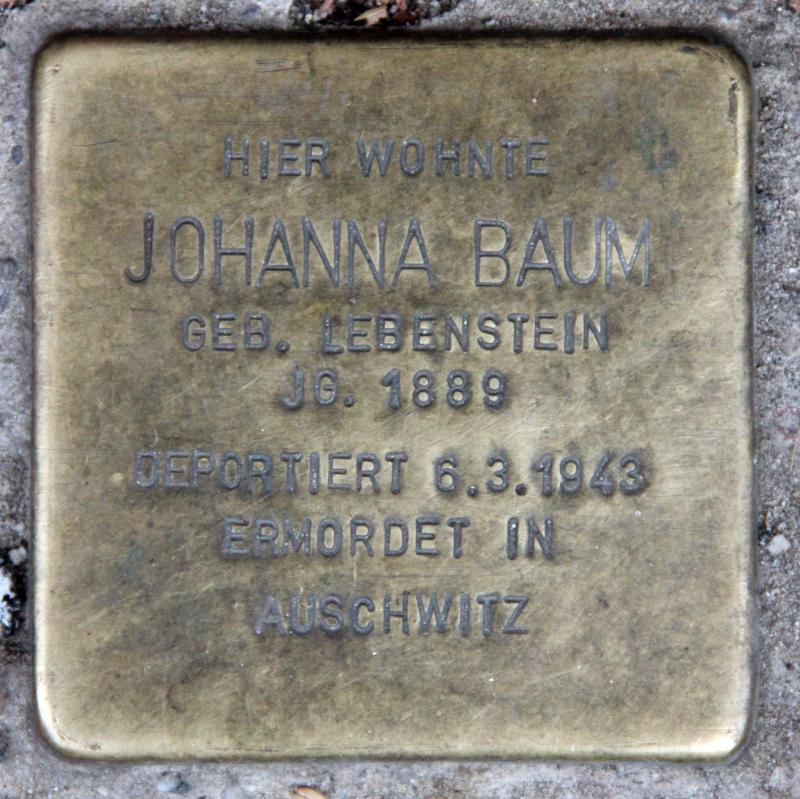 HIER WOHNTE
JOHANNA BAUM
GEB. LEBENSTEIN
JG. 1889
DEPORTIERT 6.3.1943
ERMORDET IN
AUSCHWITZ